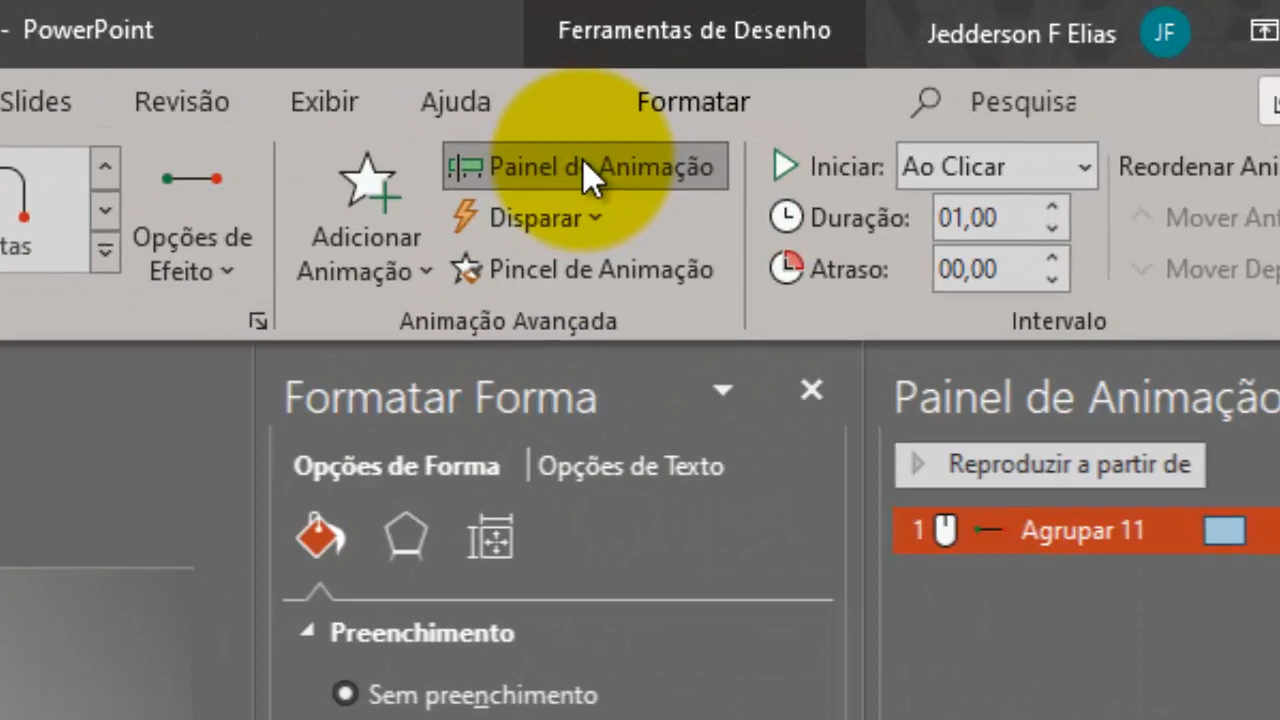 - PowerPoint
Ferramentas de Desenho
Jedderson F Elias
JF
Slides
Revisão
Exibir
Ajuda
Formatar
Pesquisa
tas
Opções de
Efeito
Adicionar
Animação
Painel de Animação
Disparar
Pincel de Animação
Animação Avançada
Iniciar: Ao Clicar
Duração: 01,00
Atraso: 00,00
Reordenar Ani
Mover Ant
Mover Dep
Intervalo
Formatar Forma
Opções de Forma | Opções de Texto
Preenchimento
Sem preenchimento
Painel de Animação
Reproduzir a partir de
1 Agrupar 11